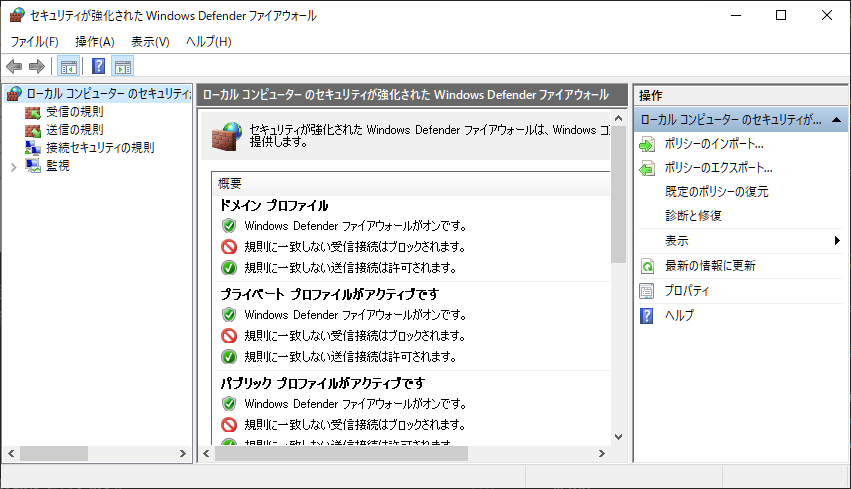 セキュリティが強化された Windows Defender ファイアウォール
ファイル(F) 操作(A) 表示(V) ヘルプ(H)
ローカル コンピューター のセキュリティ
受信の規則
送信の規則
接続セキュリティの規則
監視
ローカル コンピューター のセキュリティが強化された Windows Defender ファイアウォール
セキュリティが強化された Windows Defender ファイアウォールは、Windows コ
提供します。
概要
ドメイン プロファイル
Windows Defender ファイアウォールがオンです。
規則に一致しない受信接続はブロックされます。
規則に一致しない送信接続は許可されます。
プライベート プロファイルがアクティブです
Windows Defender ファイアウォールがオンです。
規則に一致しない受信接続はブロックされます。
規則に一致しない送信接続は許可されます。
パブリック プロファイルがアクティブです
Windows Defender ファイアウォールがオンです。
規則に一致しない受信接続はブロックされます。
規則に一致しない送信接続は許可されます。
操作
ローカル コンピューター のセキュリティが...
ポリシーのインポート...
ポリシーのエクスポート...
既定のポリシーの復元
診断と修復
表示
最新の情報に更新
プロパティ
ヘルプ